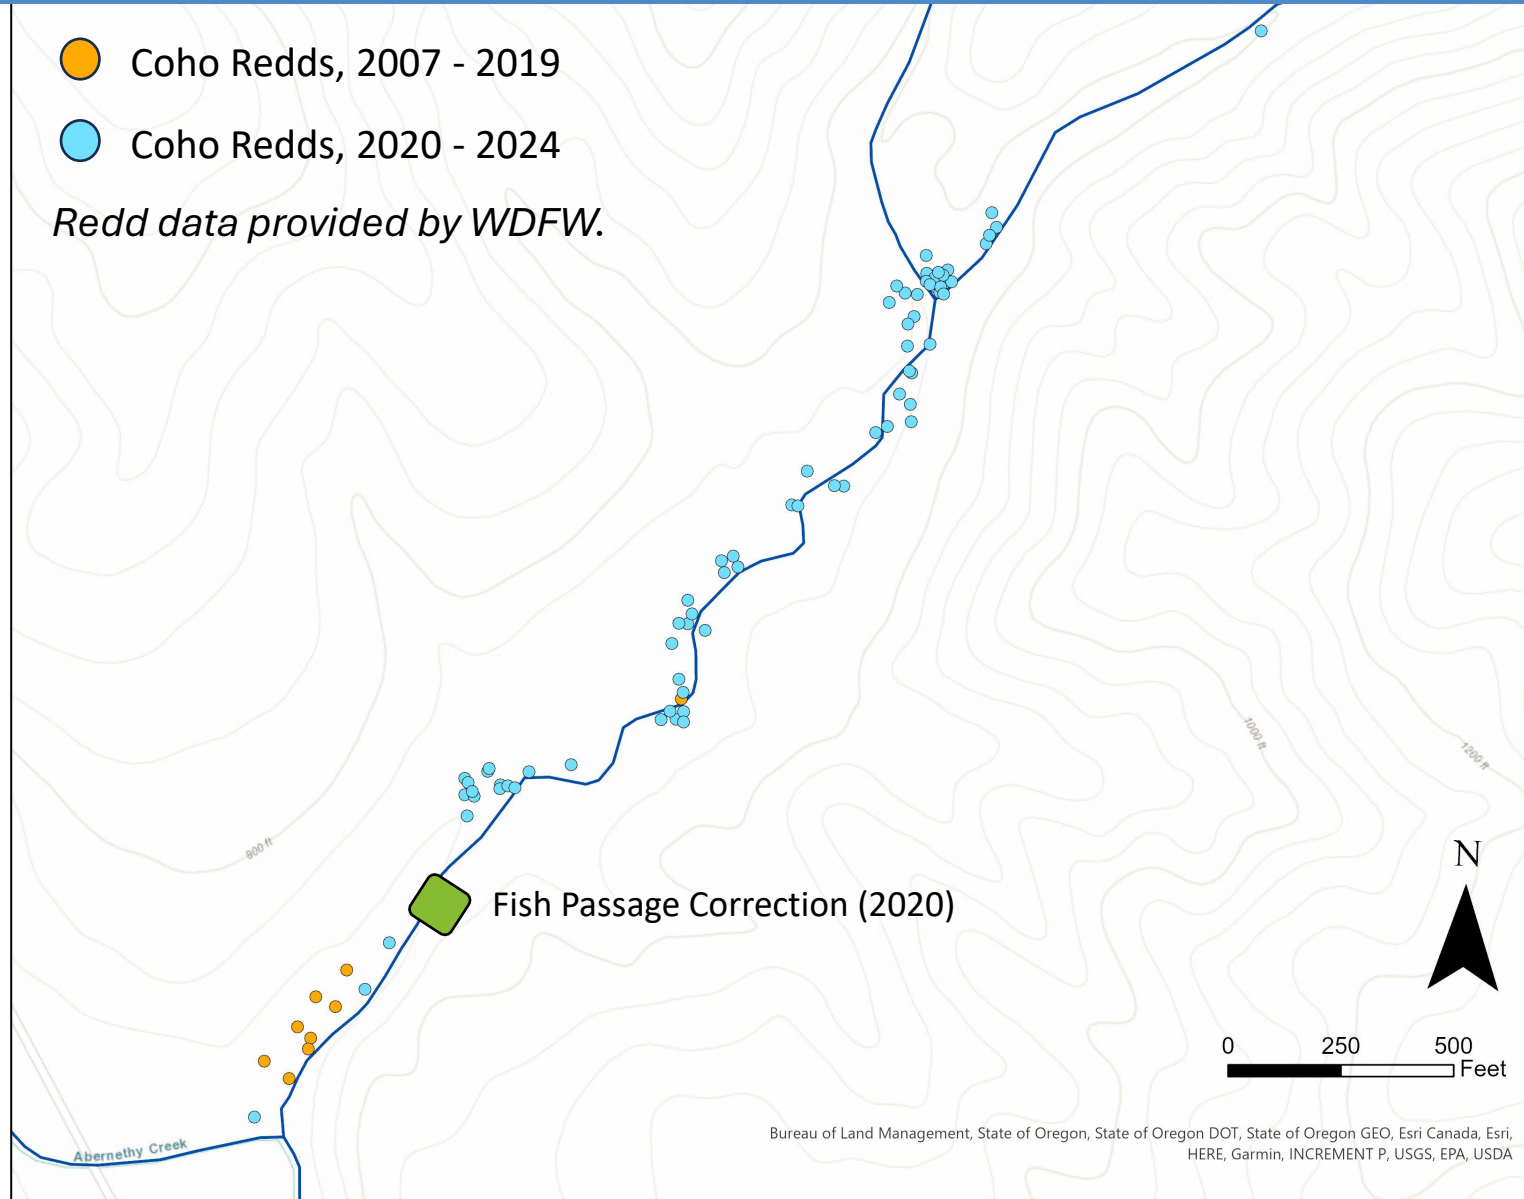 Coho Redds, 2007 - 2019
Coho Redds, 2020 - 2024
Redd data provided by WDFW.
1000 ft
1200 ft
800 ft
N
Fish Passage Correction (2020)
0 250 500
Feet
Abernethy Creek
Bureau of Land Management, State of Oregon, State of Oregon DOT, State of Oregon GEO, Esri Canada, Esri,
HERE, Garmin, INCREMENT P, USGS, EPA, USDA